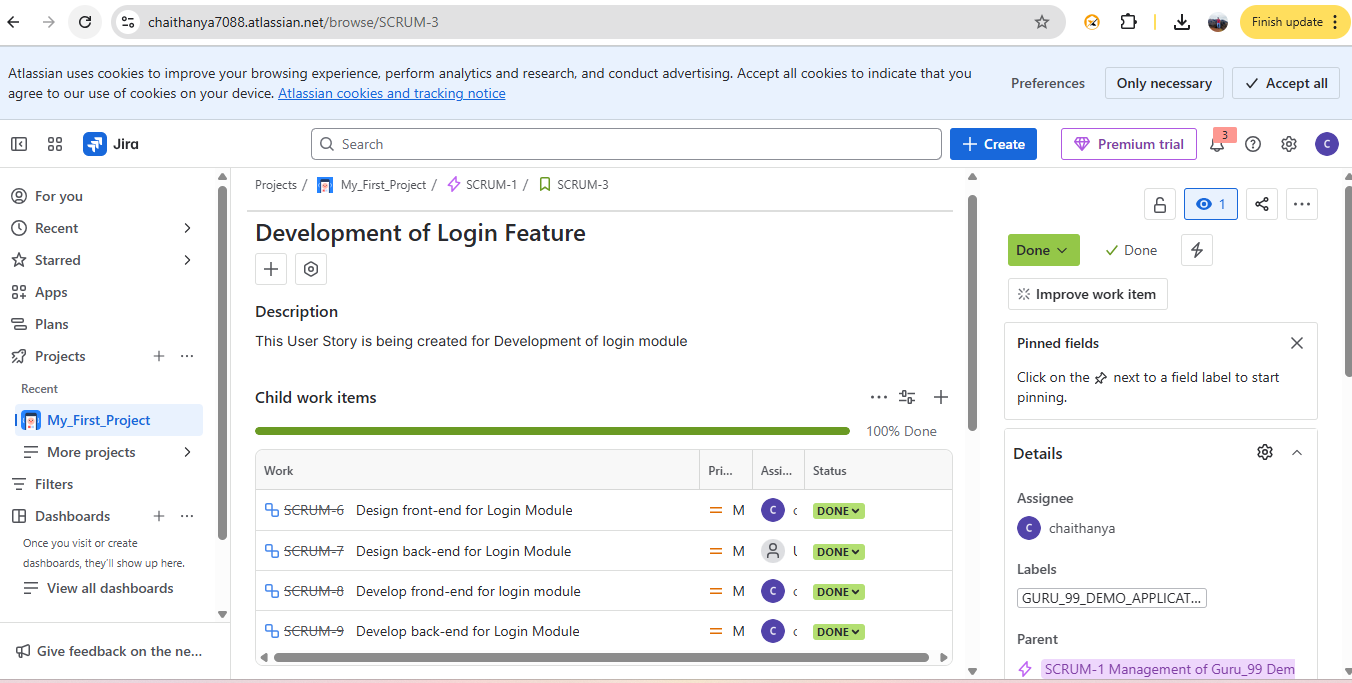 chaithanya7088.atlassian.net/browse/SCRUM-3
Finish update
Atlassian uses cookies to improve your browsing experience, perform analytics and research, and conduct advertising. Accept all cookies to indicate that you
agree to our use of cookies on your device. Atlassian cookies and tracking notice
Preferences
Only necessary
Accept all
Jira
Search
Create
Premium trial
3
C
For you
Recent
Starred
Apps
Plans
Projects
Recent
My_First_Project
More projects
Filters
Dashboards
Once you visit or create
dashboards, they'll show up here.
View all dashboards
Give feedback on the ne...
Projects / My_First_Project / SCRUM-1 / SCRUM-3
Development of Login Feature
Description
This User Story is being created for Development of login module
Child work items
100% Done
Work Pri... Assi... Status
SCRUM-6 Design front-end for Login Module M C DONE
SCRUM-7 Design back-end for Login Module M DONE
SCRUM-8 Develop frond-end for login module M C DONE
SCRUM-9 Develop back-end for Login Module M C DONE
1
Done
Done
Improve work item
Pinned fields
Click on the next to a field label to start
pinning.
Details
Assignee
C chaithanya
Labels
GURU_99_DEMO_APPLICAT...
Parent
SCRUM-1 Management of Guru_99 Dem